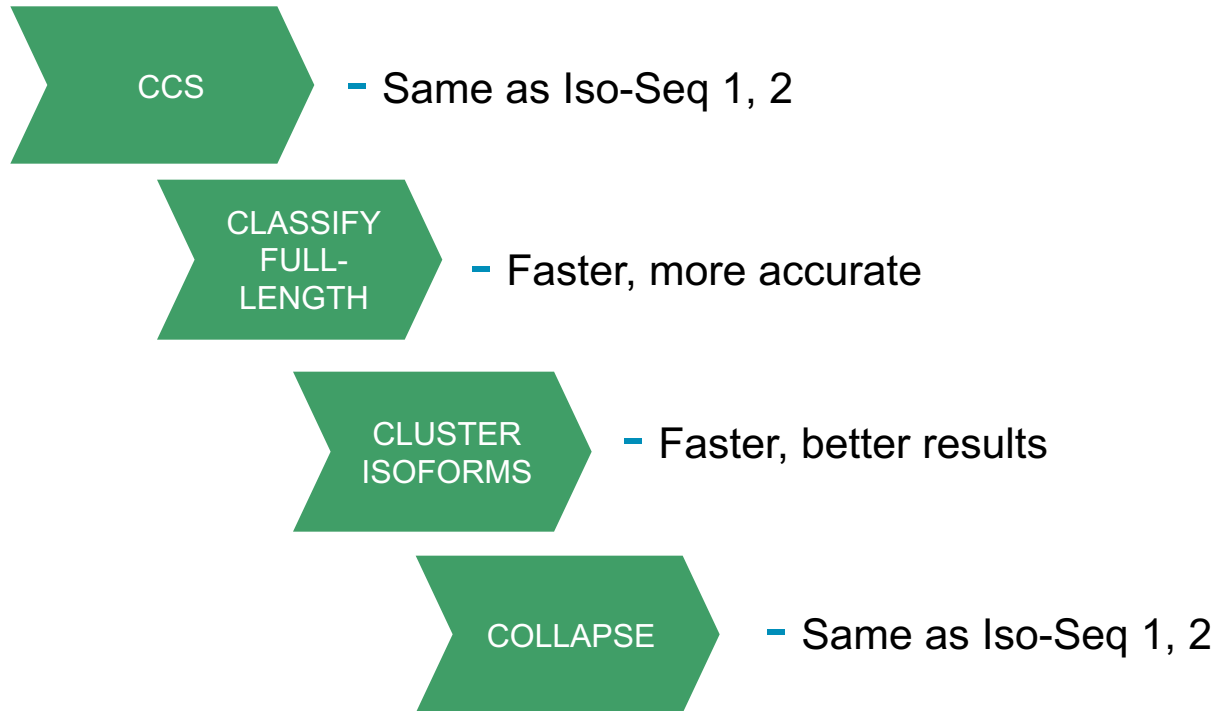 CCS
- Same as Iso-Seq 1, 2
CLASSIFY
FULL-
LENGTH
- Faster, more accurate
CLUSTER
ISOFORMS
- Faster, better results
COLLAPSE
- Same as Iso-Seq 1, 2